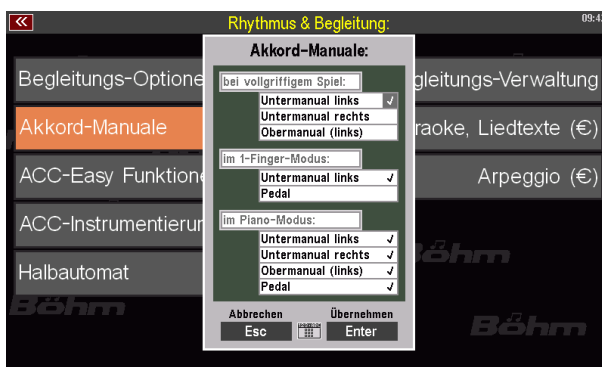 Rhythmus & Begleitung:
09:4
Akkord-Manuale:
Begleitungs-Optione
gleitungs-Verwaltung
bei vollgriffigem Spiel:
Untermanual links √
Untermanual rechts
Obermanual (links)
Akkord-Manuale
raoke, Liedtexte (€)
im 1-Finger-Modus:
Untermanual links √
Pedal
ACC-Easy Funktione
Arpeggio (€)
im Piano-Modus:
Untermanual links √
Untermanual rechts √
Obermanual (links) √
Pedal √
ACC-Instrumentierun
Halbautomat
Böhm
Böhm
Böhm
Abbrechen
Esc
Übernehmen
Enter